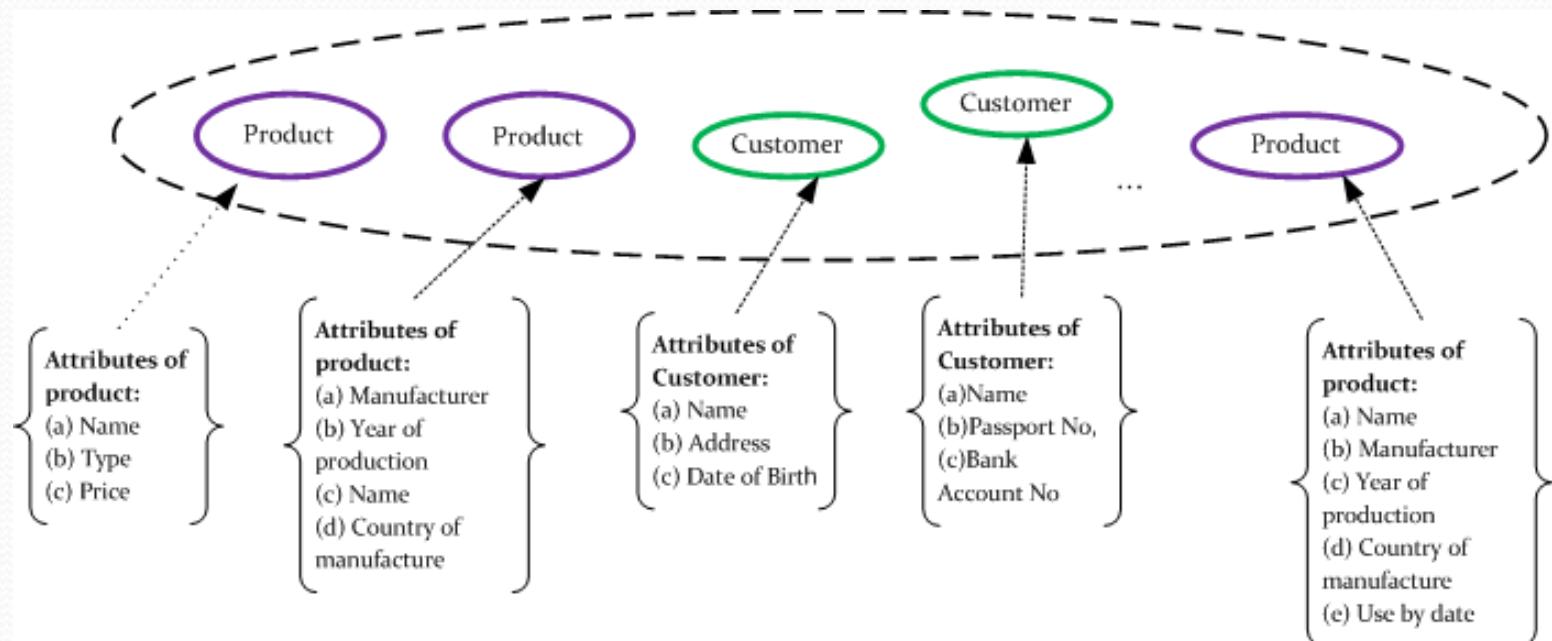 Product
Product
Customer
Customer
...
Product
Attributes of
product:
(a) Name
(b) Type
(c) Price
Attributes of
product:
(a) Manufacturer
(b) Year of
production
(c) Name
(d) Country of
manufacture
Attributes of
Customer:
(a) Name
(b) Address
(c) Date of Birth
Attributes of
Customer:
(a)Name
(b)Passport No,
(c)Bank
Account No
Attributes of
product:
(a) Name
(b) Manufacturer
(c) Year of
production
(d) Country of
manufacture
(e) Use by date